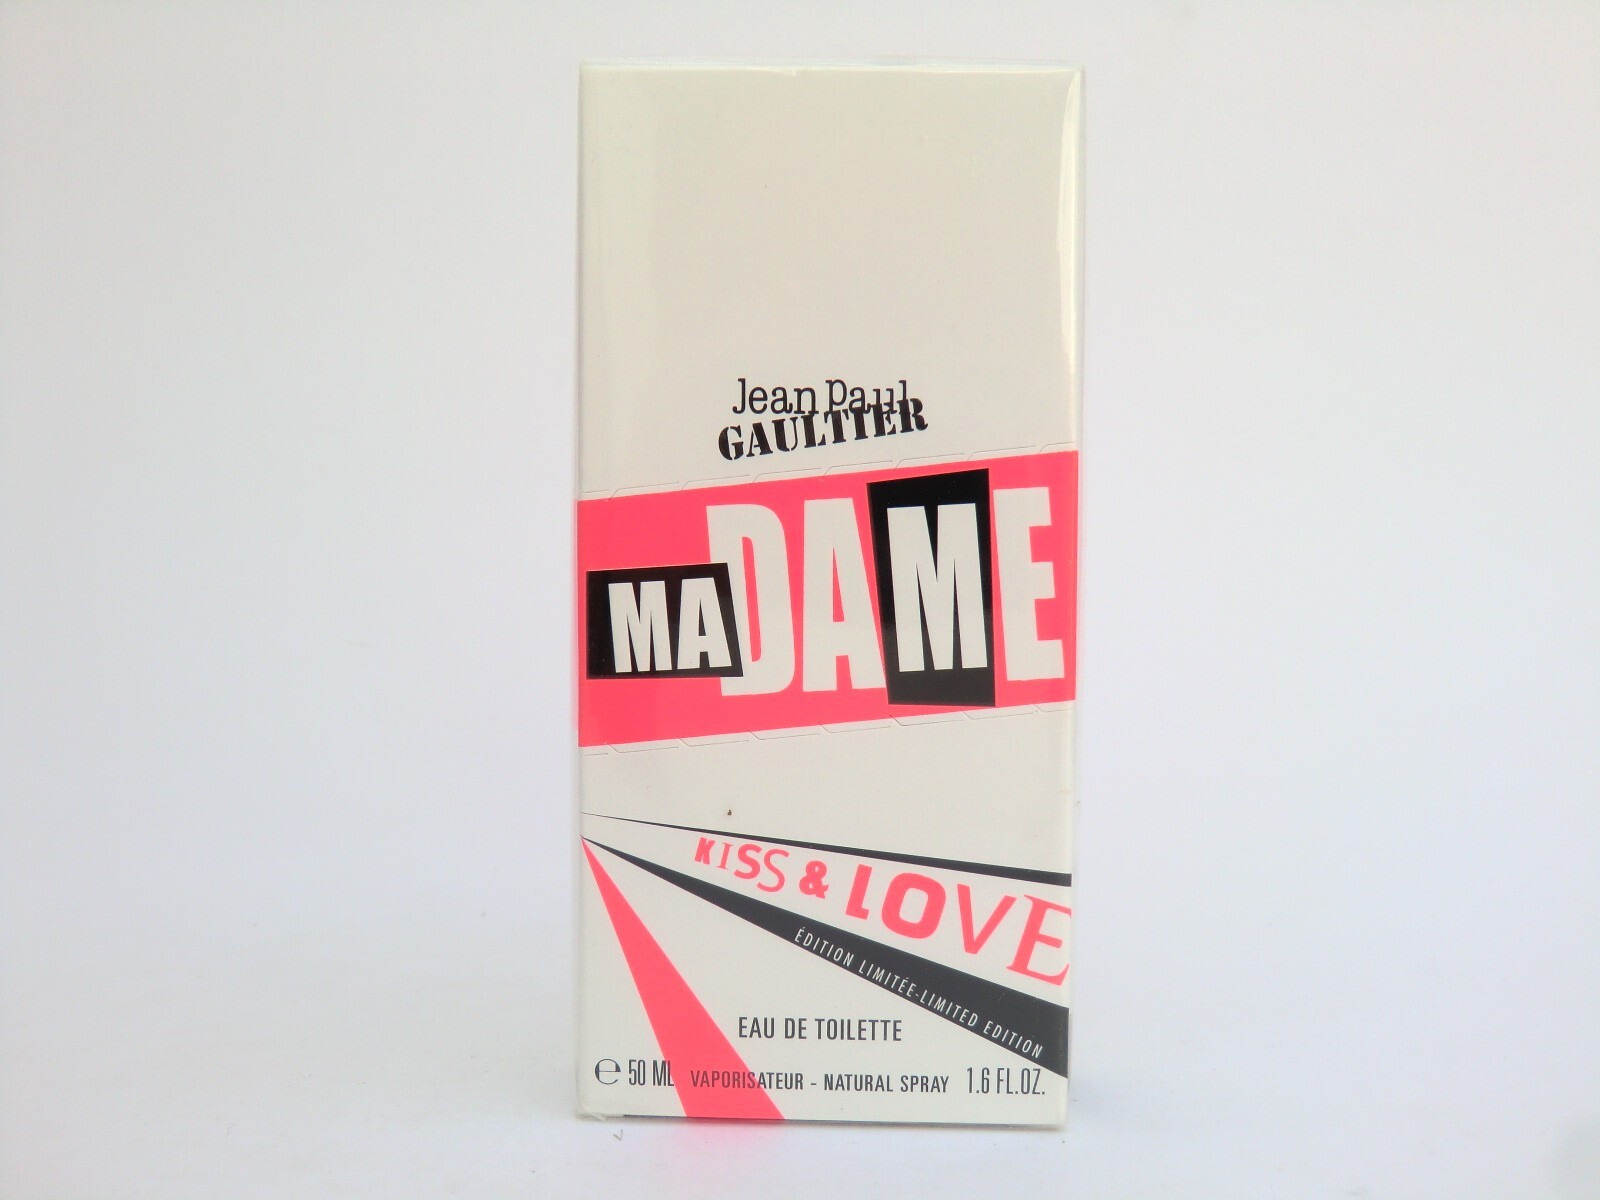 Jean Paul
GAULTIER
MADAME
KISS & LOVE
ÉDITION LIMITÉE-LIMITED EDITION
EAU DE TOILETTE
℮ 50 ML VAPORISATEUR - NATURAL SPRAY 1.6 FL.OZ.